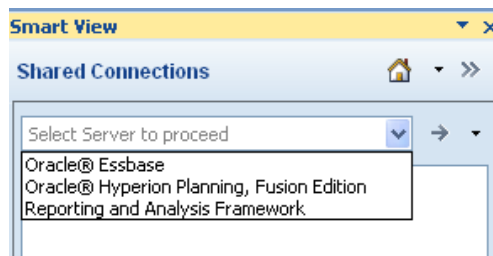 Smart View
Shared Connections
Select Server to proceed
Oracle® Essbase
Oracle® Hyperion Planning, Fusion Edition
Reporting and Analysis Framework